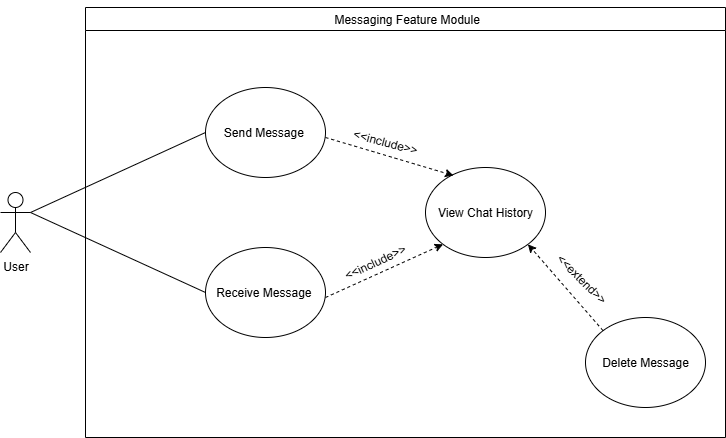 Messaging Feature Module
Send Message
<<include>>
View Chat History
<<include>>
<<extend>>
User
Receive Message
Delete Message